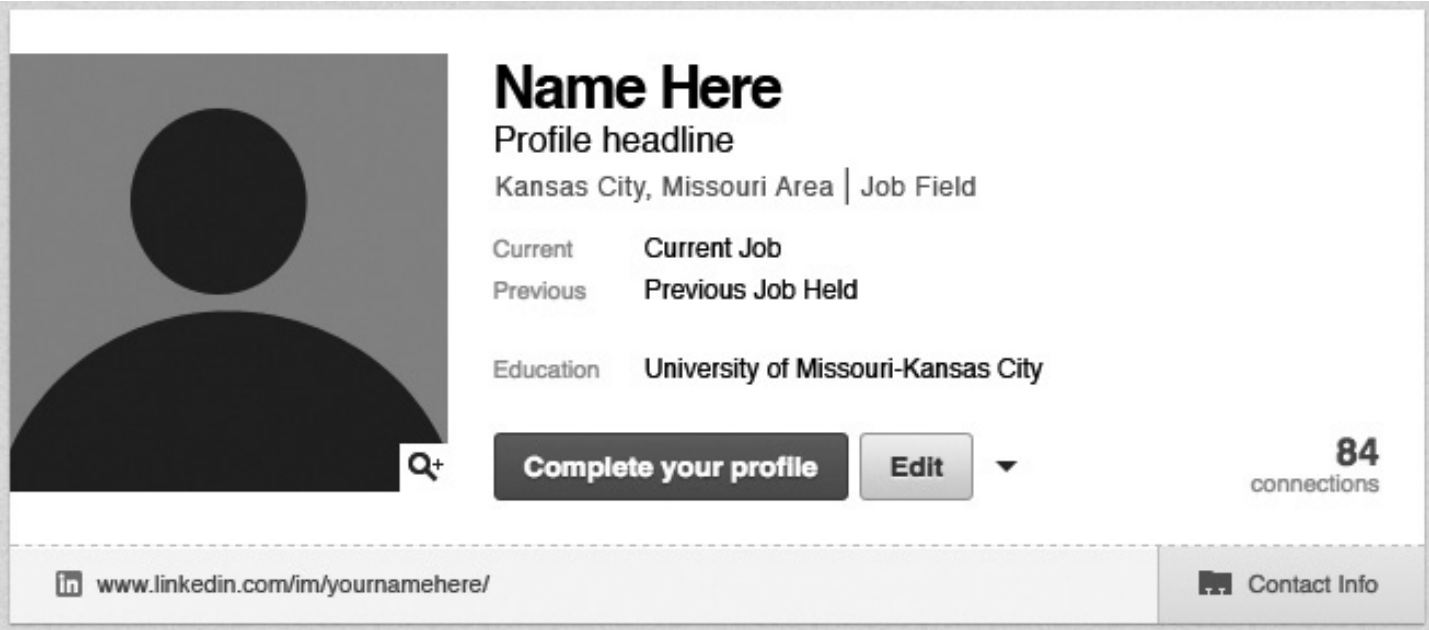 Name Here
Profile headline
Kansas City, Missouri Area | Job Field
Current Current Job
Previous Previous Job Held
Education University of Missouri-Kansas City
Complete your profile Edit
84
connections
in www.linkedin.com/im/yournamehere/
Contact Info